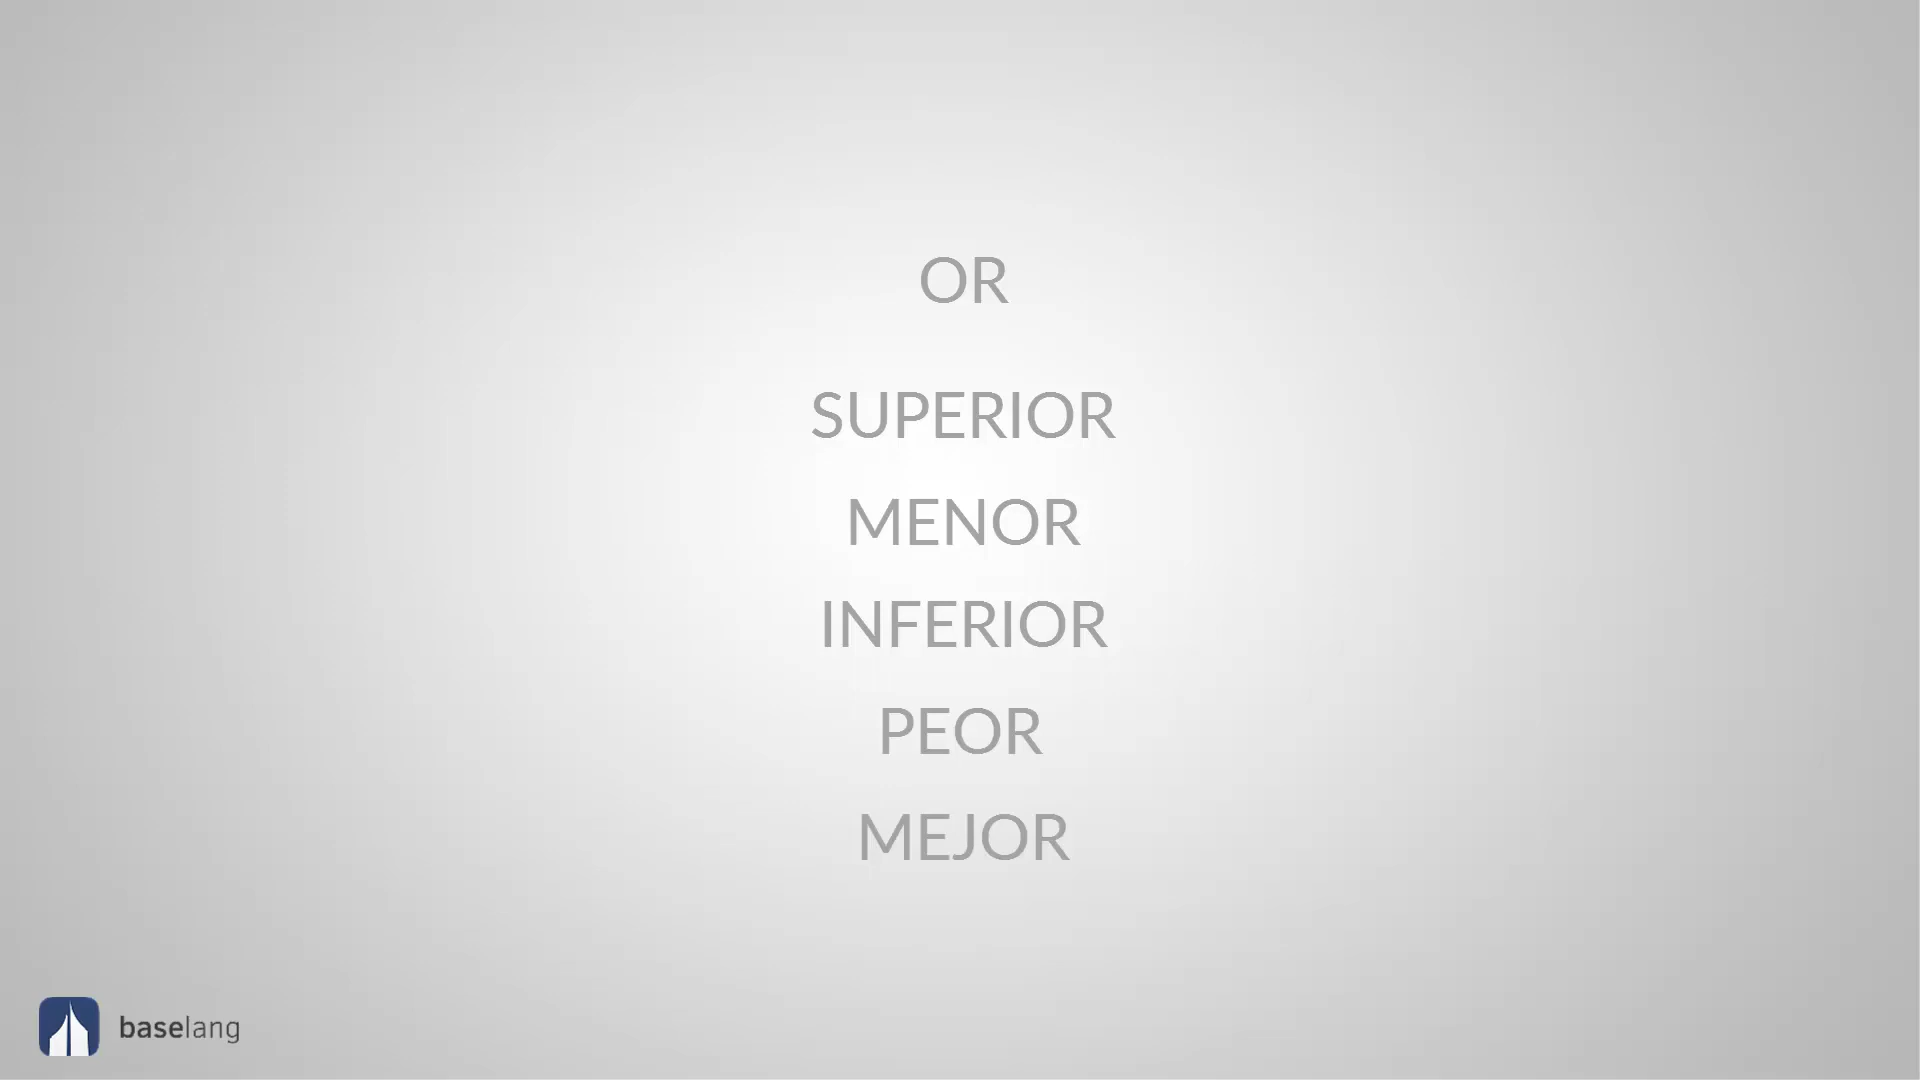 OR
SUPERIOR
MENOR
INFERIOR
PEOR
MEJOR
baselang